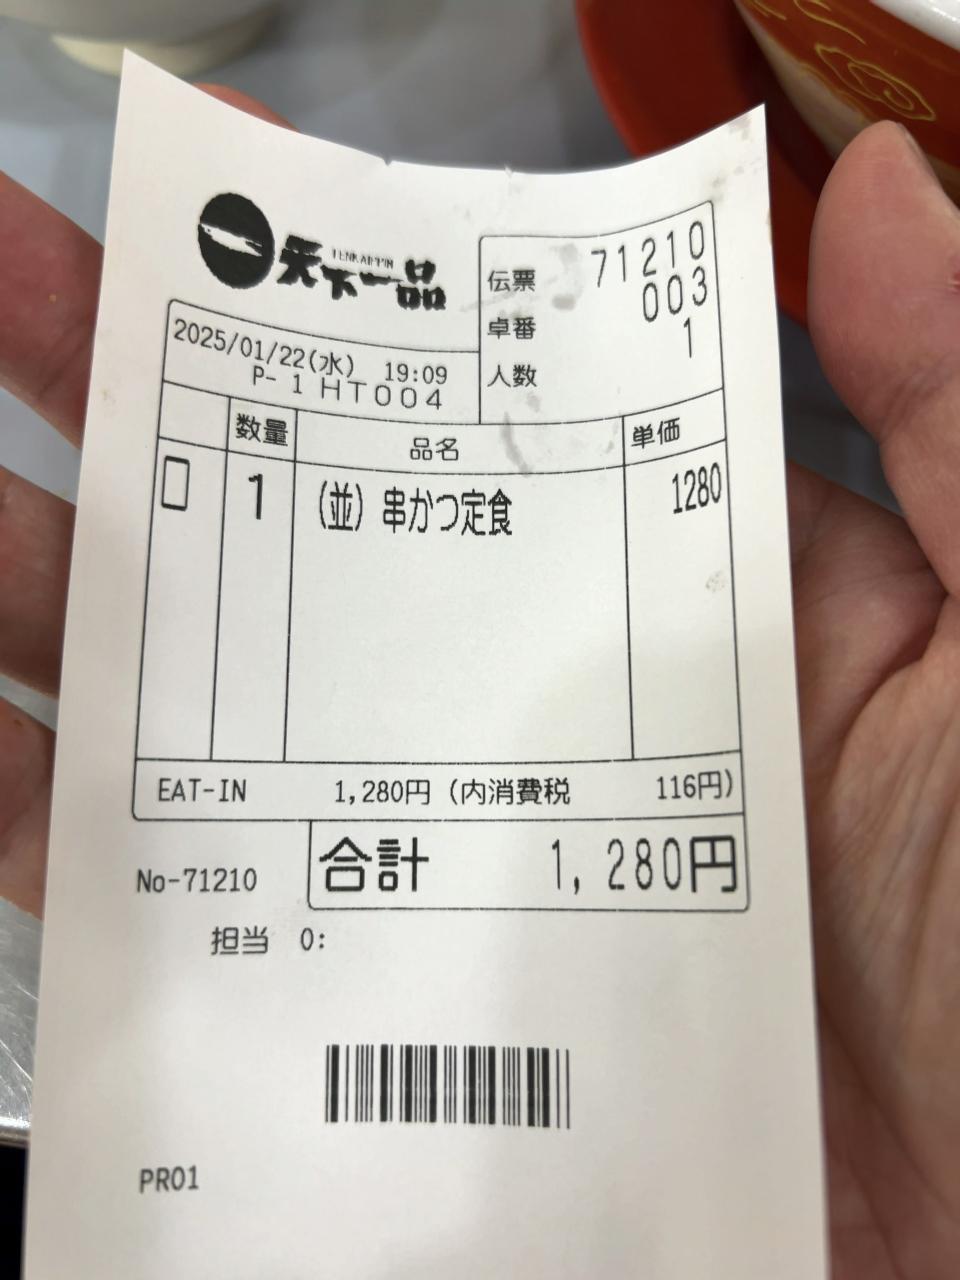 天下一品
TENKAIPPIN
伝票 71210
卓番 003
人数 1
2025/01/22(水) 19:09
P- 1 HT004
数量 品名 単価
1 (並) 串かつ定食 1280
EAT-IN 1,280円 (内消費税 116円)
合計 1,280円
No-71210
担当 0:
PR01